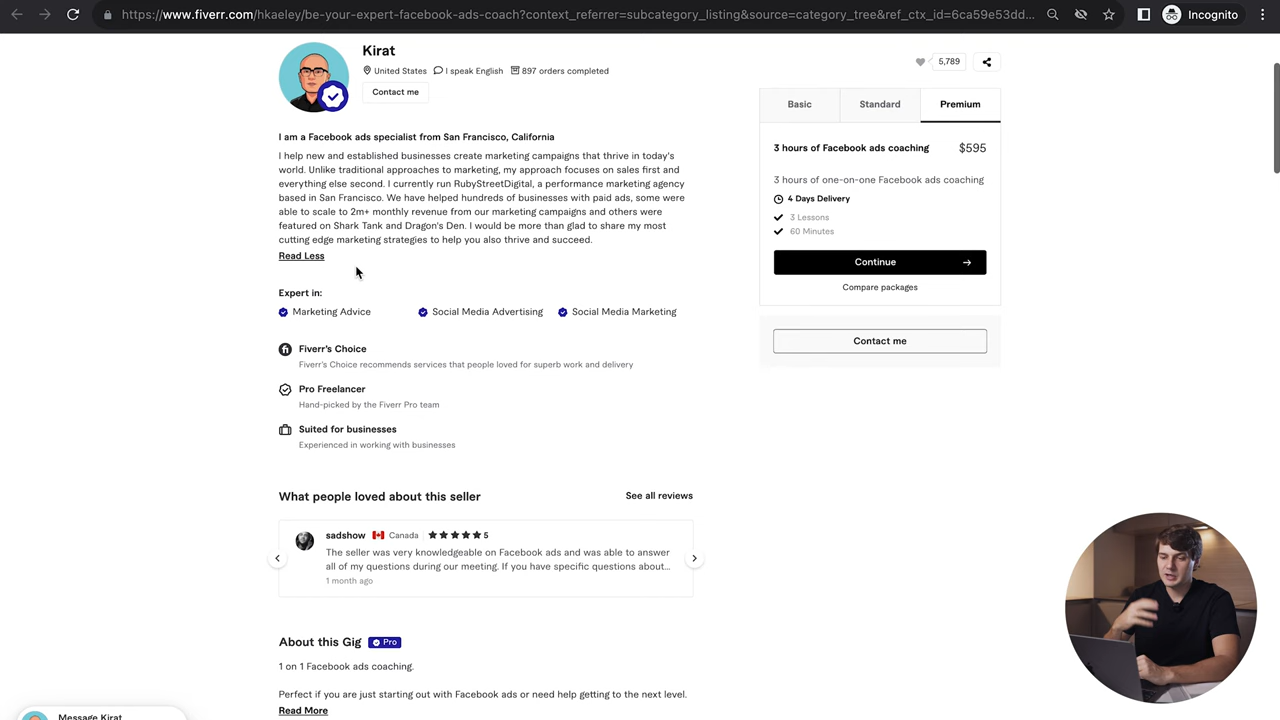 https://www.fiverr.com/hkaeley/be-your-expert-facebook-ads-coach?context_referrer=subcategory_listing&source=category_tree&ref_ctx_id=6ca59e53dd...
Incognito
Kirat
United States
I speak English
897 orders completed
Contact me
5,789
I am a Facebook ads specialist from San Francisco, California
I help new and established businesses create marketing campaigns that thrive in today's
world. Unlike traditional approaches to marketing, my approach focuses on sales first and
everything else second. I currently run RubyStreetDigital, a performance marketing agency
based in San Francisco. We have helped hundreds of businesses with paid ads, some were
able to scale to 2m+ monthly revenue from our marketing campaigns and others were
featured on Shark Tank and Dragon's Den. I would be more than glad to share my most
cutting edge marketing strategies to help you also thrive and succeed.
Read Less
Expert in:
Marketing Advice
Social Media Advertising
Social Media Marketing
Fiverr's Choice
Fiverr's Choice recommends services that people loved for superb work and delivery
Pro Freelancer
Hand-picked by the Fiverr Pro team
Suited for businesses
Experienced in working with businesses
What people loved about this seller
See all reviews
sadshow
Canada
5
The seller was very knowledgeable on Facebook ads and was able to answer
all of my questions during our meeting. If you have specific questions about...
1 month ago
About this Gig
Pro
1 on 1 Facebook ads coaching.
Perfect if you are just starting out with Facebook ads or need help getting to the next level.
Read More
Message Kirat
Basic
Standard
Premium
3 hours of Facebook ads coaching
$595
3 hours of one-on-one Facebook ads coaching
4 Days Delivery
3 Lessons
60 Minutes
Continue
Compare packages
Contact me